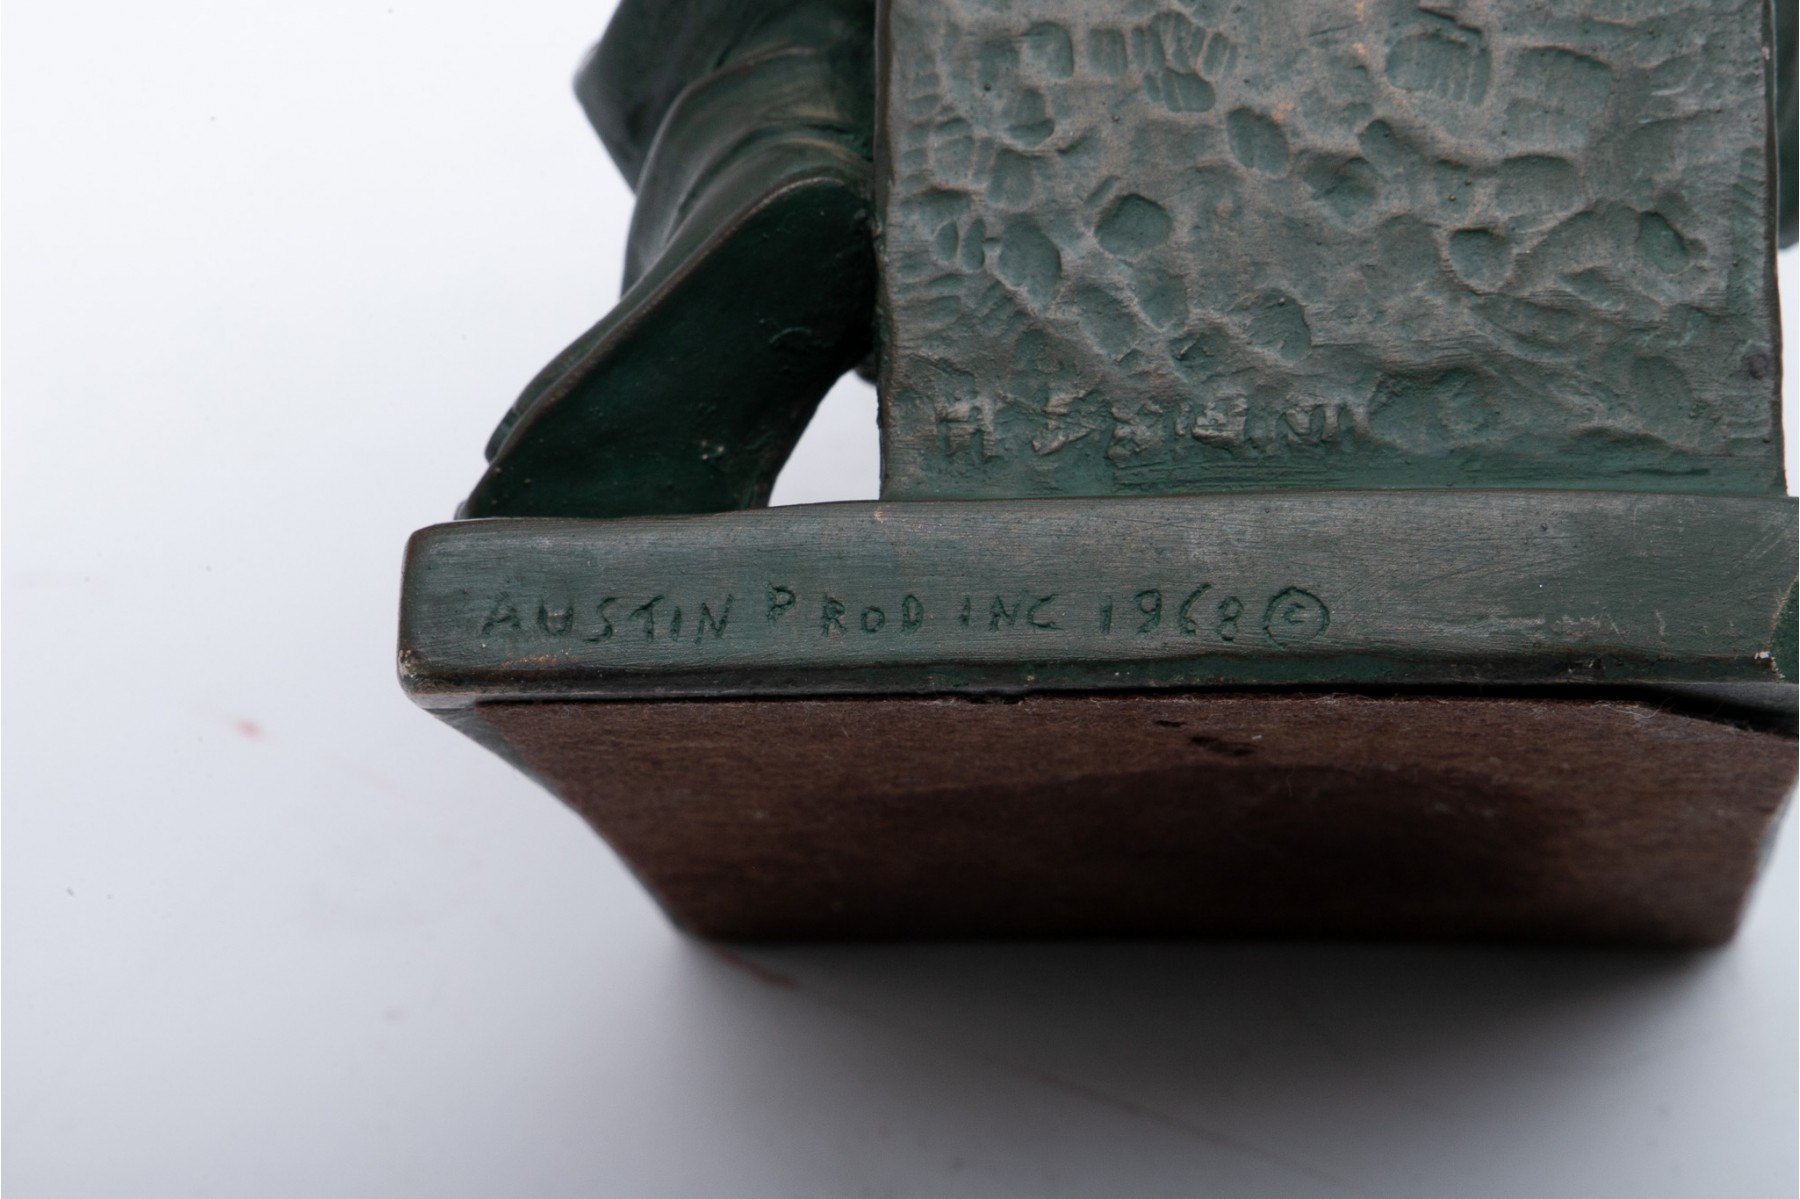 AUSTIN PROD INC 1968 ©